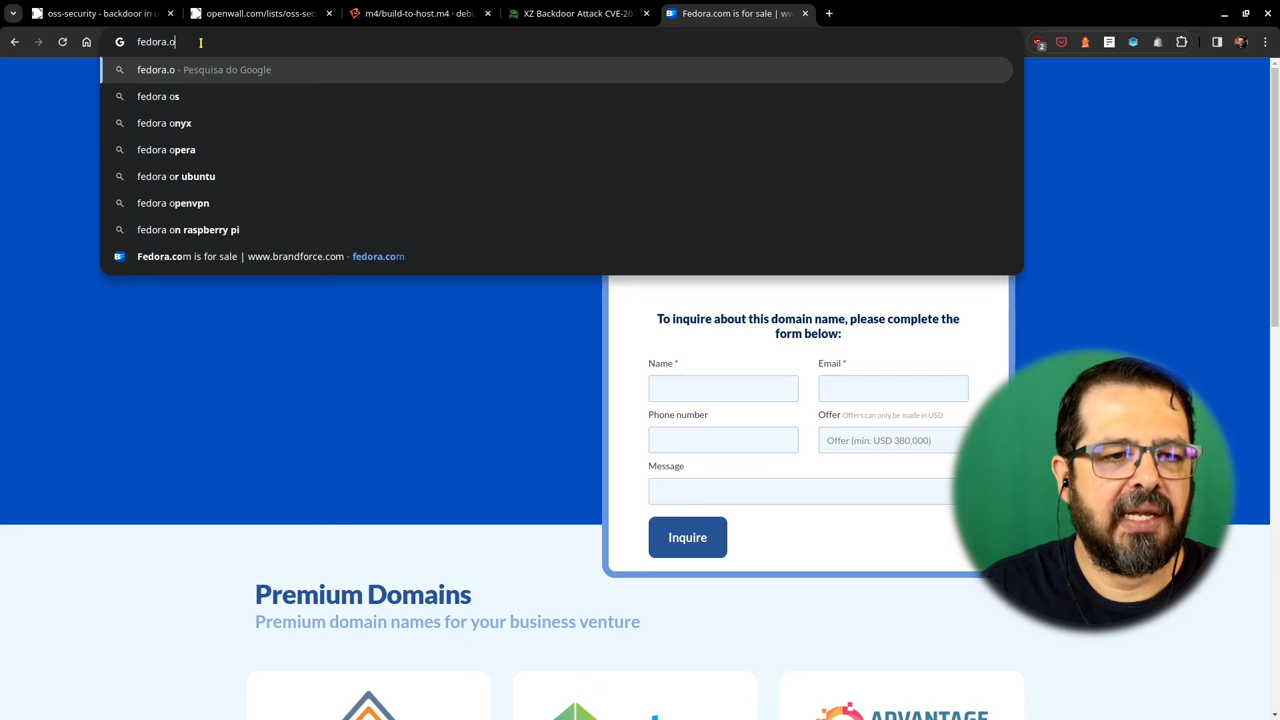 oss-security - backdoor in u
openwall.com/lists/oss-sec
m4/build-to-host.m4 · debi
XZ Backdoor Attack CVE-20
Fedora.com is for sale | ww
fedora.o
2
fedora.o - Pesquisa do Google
fedora os
fedora onyx
fedora opera
fedora or ubuntu
fedora openvpn
fedora on raspberry pi
Fedora.com is for sale | www.brandforce.com - fedora.com
To inquire about this domain name, please complete the
form below:
Name *
Email *
Phone number
Offer Offers can only be made in USD
Offer (min: USD 380,000)
Message
Inquire
Premium Domains
Premium domain names for your business venture
ADVANTAGE